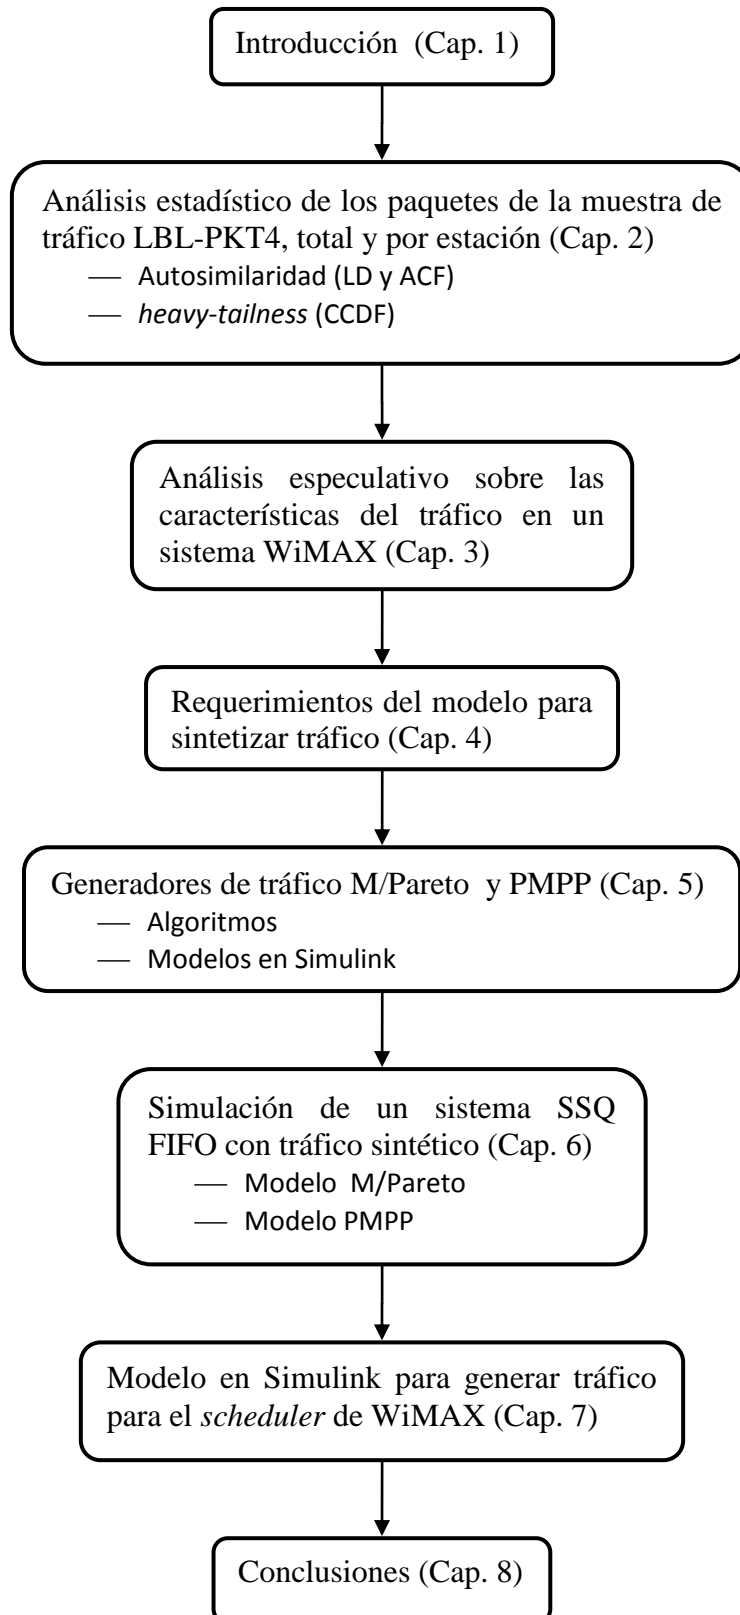 Introducción (Cap. 1)
Análisis estadístico de los paquetes de la muestra de
tráfico LBL-PKT4, total y por estación (Cap. 2)
— Autosimilaridad (LD y ACF)
— heavy-tailness (CCDF)
Análisis especulativo sobre las
características del tráfico en un
sistema WiMAX (Cap. 3)
Requerimientos del modelo para
sintetizar tráfico (Cap. 4)
Generadores de tráfico M/Pareto y PMPP (Cap. 5)
— Algoritmos
— Modelos en Simulink
Simulación de un sistema SSQ
FIFO con tráfico sintético (Cap. 6)
— Modelo M/Pareto
— Modelo PMPP
Modelo en Simulink para generar tráfico
para el scheduler de WiMAX (Cap. 7)
Conclusiones (Cap. 8)